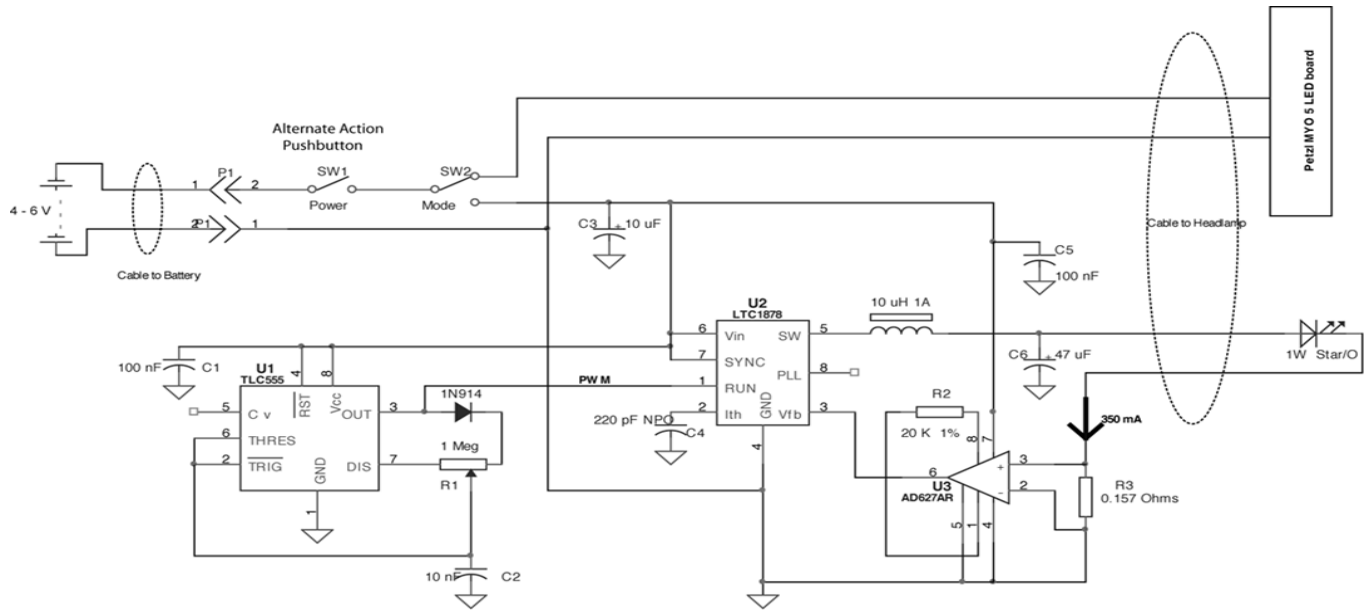 Petzl MYO 5 LED board
Alternate Action
Pushbutton
P1
SW1
SW2
1
2
Power
Mode
4 - 6 V
2
P1
1
C3
+
10 uF
Cable to Headlamp
Cable to Battery
C5
100 nF
U2
LTC1878
10 uH 1A
6
Vin
SW
5
7
SYNC
C6
+
47 uF
1W Star/O
100 nF
C1
U1
TLC555
4
8
PLL
8
PWM
1
RUN
1N914
R2
350 mA
5
C v
RST
Vcc
OUT
3
2
Ith
GND
Vfb
3
220 pF NPO
C4
20 K 1%
8
7
6
THRES
1 Meg
4
2
TRIG
GND
DIS
7
R1
6
+
3
U3
AD627AR
-
2
R3
0.157 Ohms
1
5
1
4
10 nF
C2